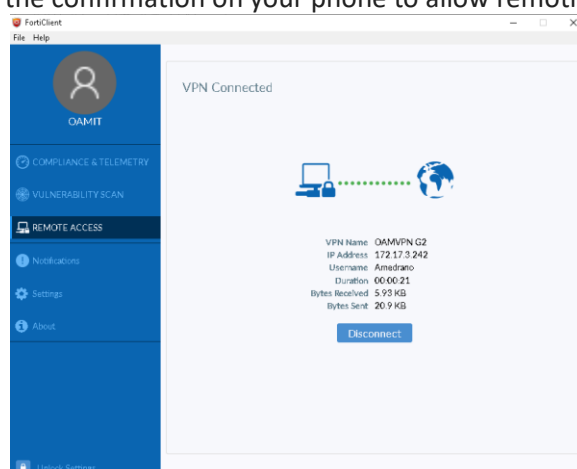 the confirmation on your phone to allow
FortiClient
File Help
OAMIT
COMPLIANCE & TELEMETRY
VULNERABILITY SCAN
REMOTE ACCESS
Notifications
Settings
About
Unlock Settings
VPN Connected
VPN Name OAMVPN G2
IP Address 172.17.3.242
Username Amedrano
Duration 00:00:21
Bytes Received 5.93 KB
Bytes Sent 20.9 KB
Disconnect